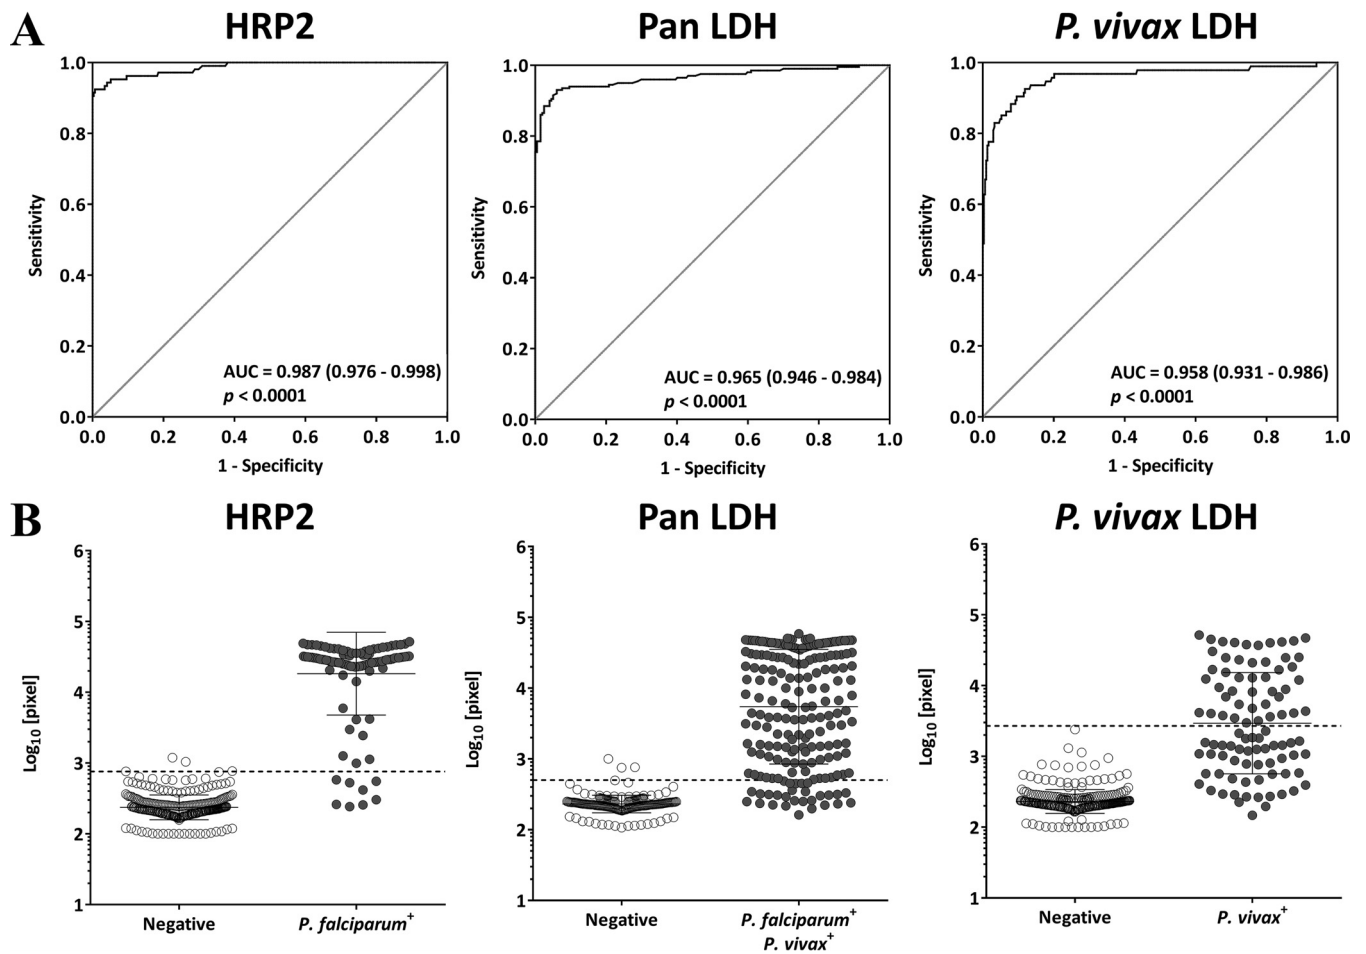 A
HRP2
Pan LDH
P. vivax LDH
1.0
0.8
0.6
0.4
0.2
0.0
Sensitivity
AUC = 0.987 (0.976 - 0.998)
p < 0.0001
0.0 0.2 0.4 0.6 0.8 1.0
1 - Specificity
1.0
0.8
0.6
0.4
0.2
0.0
Sensitivity
AUC = 0.965 (0.946 - 0.984)
p < 0.0001
0.0 0.2 0.4 0.6 0.8 1.0
1 - Specificity
1.0
0.8
0.6
0.4
0.2
0.0
Sensitivity
AUC = 0.958 (0.931 - 0.986)
p < 0.0001
0.0 0.2 0.4 0.6 0.8 1.0
1 - Specificity
B
HRP2
Pan LDH
P. vivax LDH
6
5
4
3
2
1
Log10 [pixel]
Negative
P. falciparum+
6
5
4
3
2
1
Log10 [pixel]
Negative
P. falciparum+
P. vivax+
6
5
4
3
2
1
Log10 [pixel]
Negative
P. vivax+